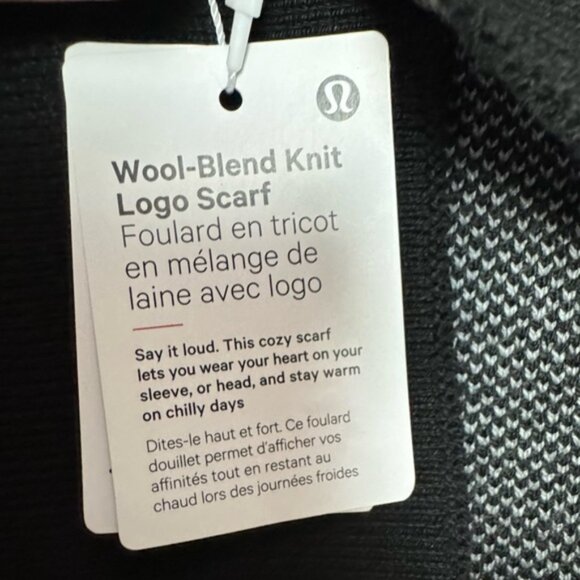 Wool-Blend Knit
Logo Scarf
Foulard en tricot
en mélange de
laine avec logo
Say it loud. This cozy scarf
lets you wear your heart on your
sleeve, or head, and stay warm
on chilly days
Dites-le haut et fort. Ce foulard
douillet permet d'afficher vos
affinités tout en restant au
chaud lors des journées froides